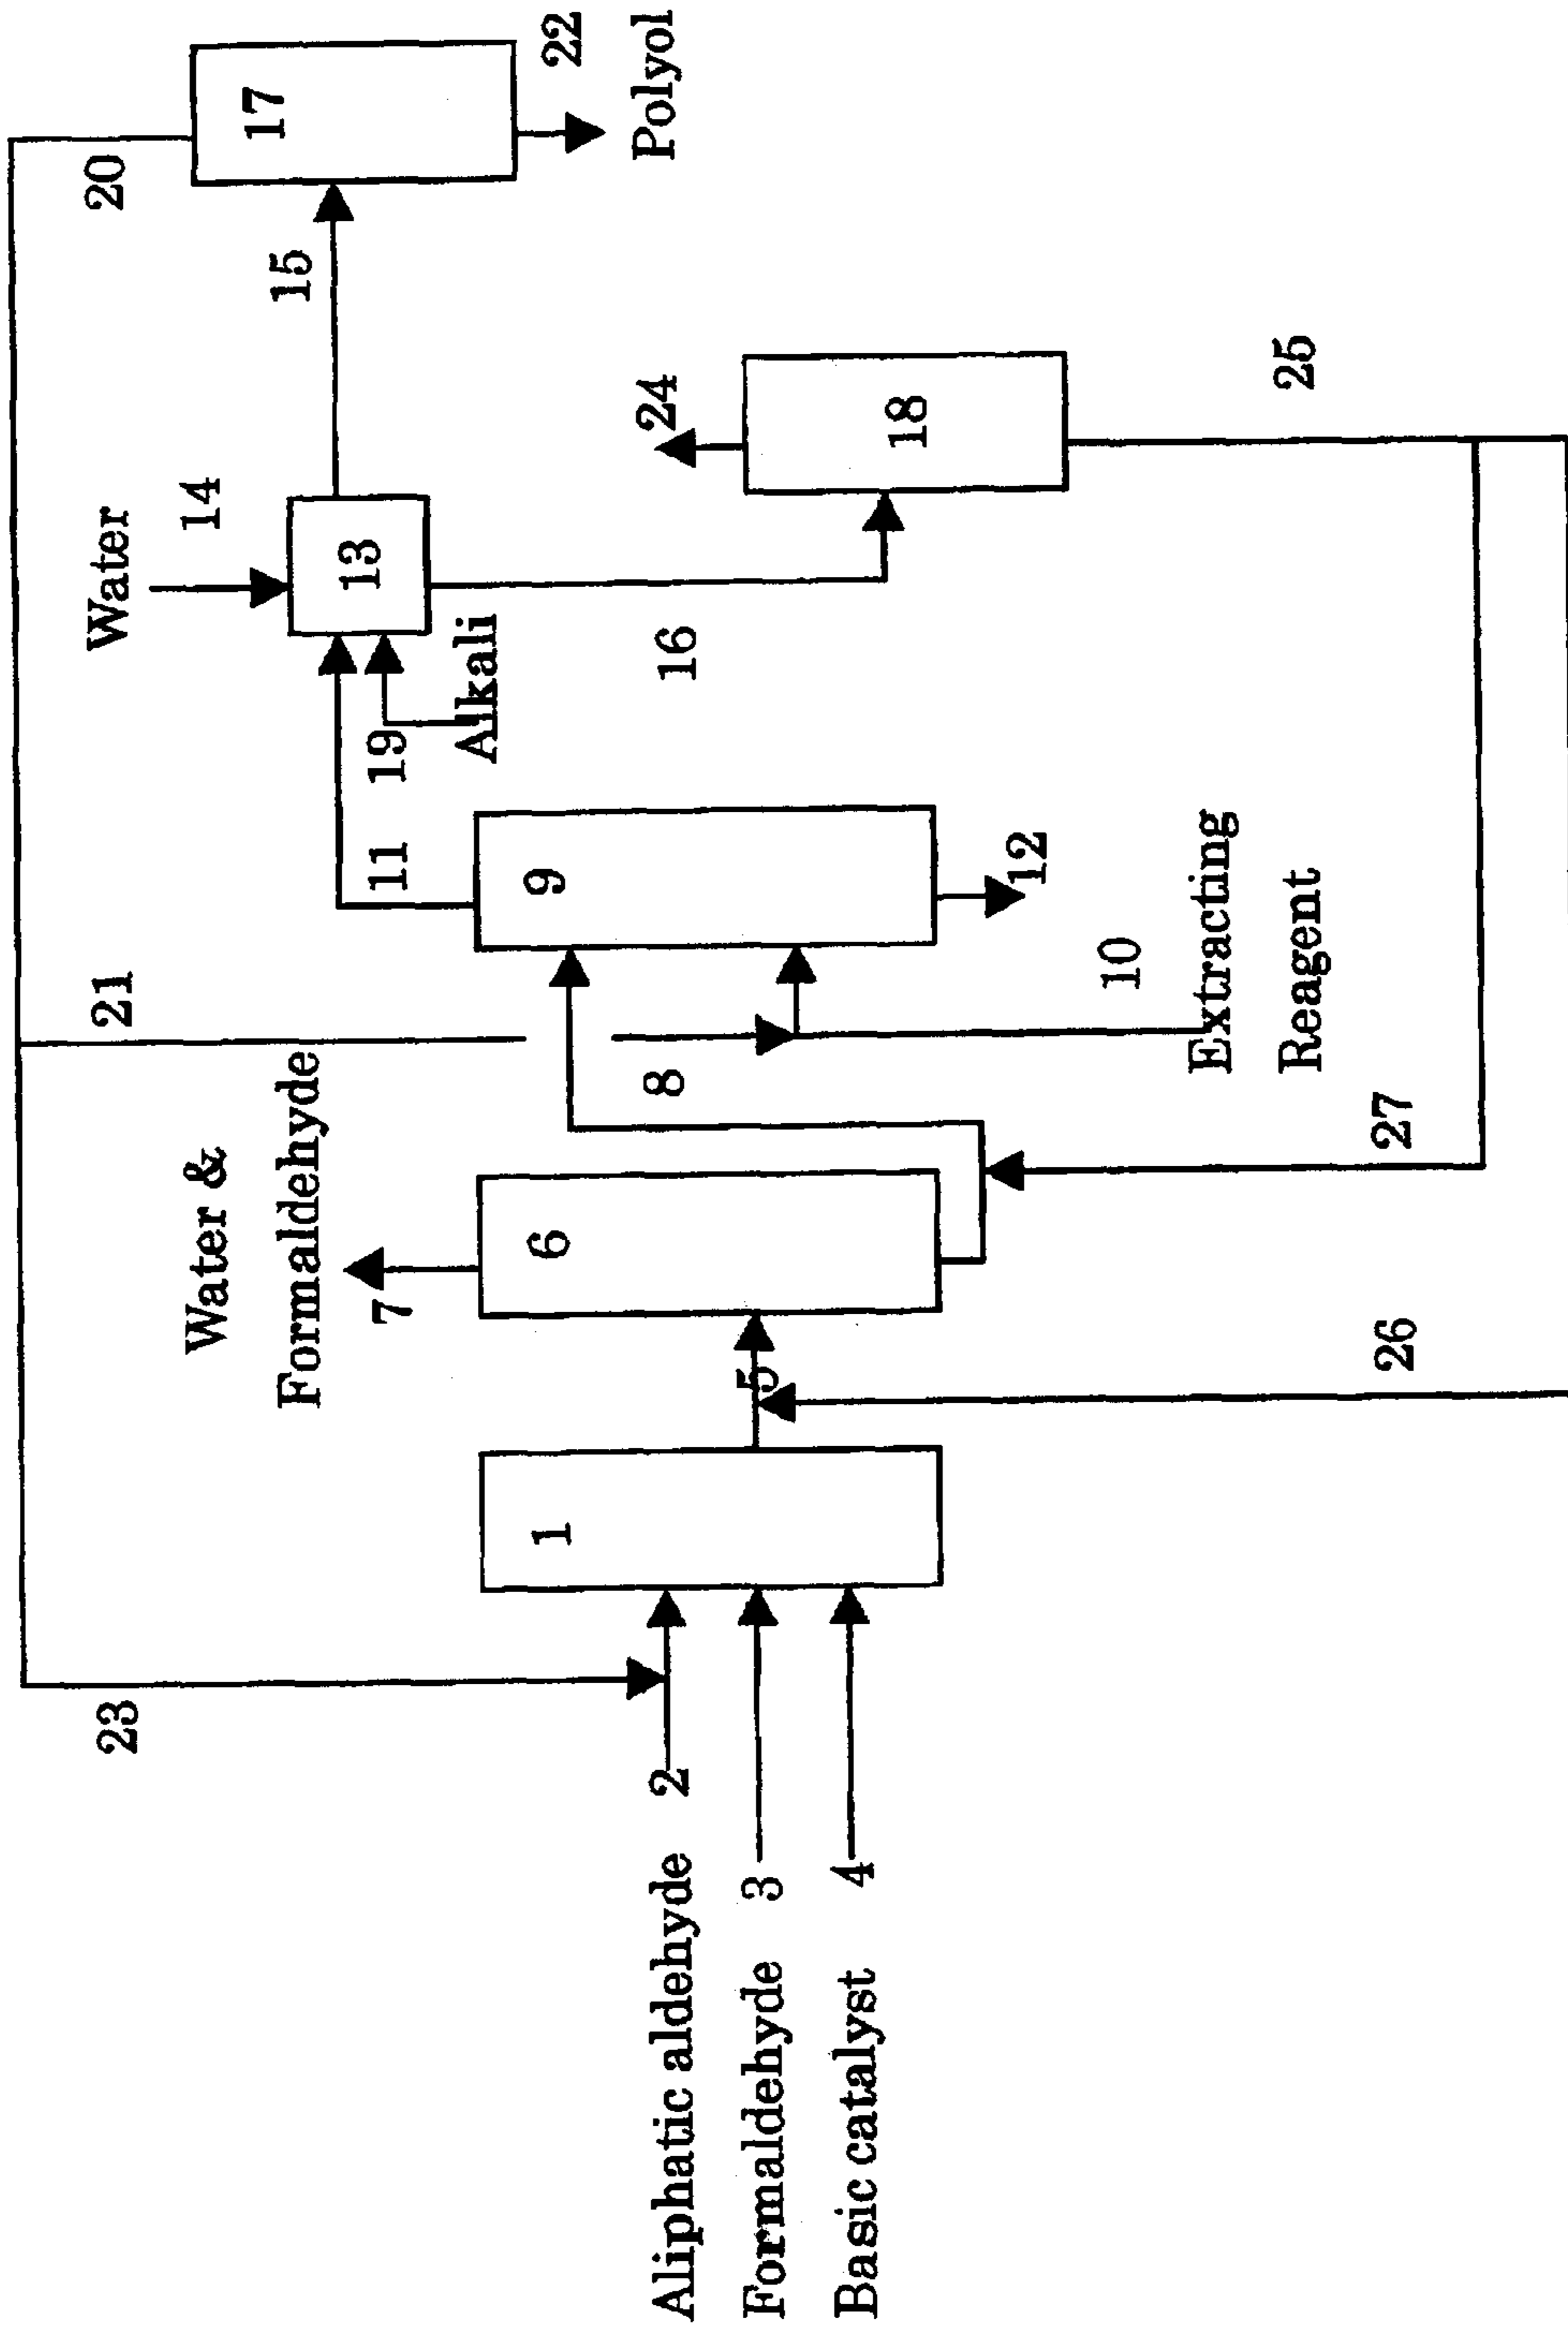 20
17
22
Polyol
15
Water
14
13
19
Alkali
16
24
18
25
21
11
9
12
10
Extracting
Reagent
Water &
Formaldehyde
7
6
8
27
5
26
23
1
Aliphatic aldehyde 2
Formaldehyde 3
Basic catalyst 4